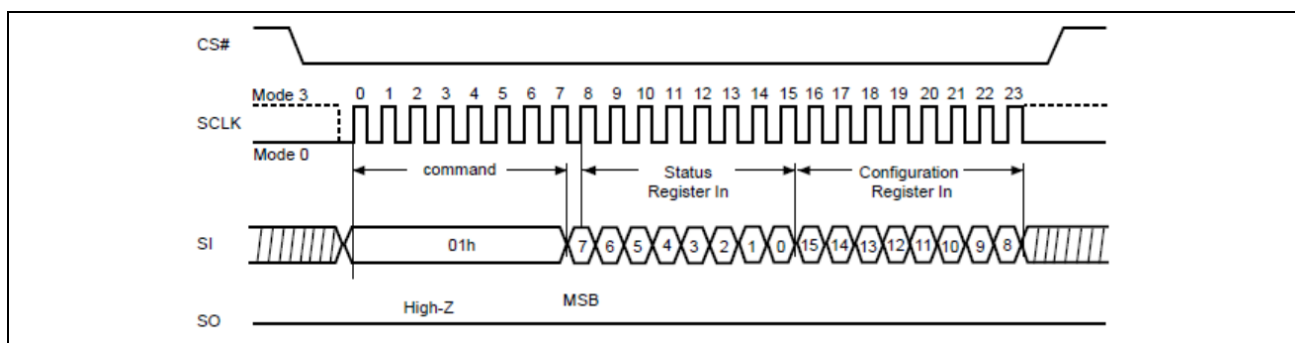 CS#
Mode 3
0 1 2 3 4 5 6 7 8 9 10 11 12 13 14 15 16 17 18 19 20 21 22 23
SCLK
Mode 0
command
Status
Register In
Configuration
Register In
SI
01h
7 6 5 4 3 2 1 0 15 14 13 12 11 10 9 8
High-Z
MSB
SO